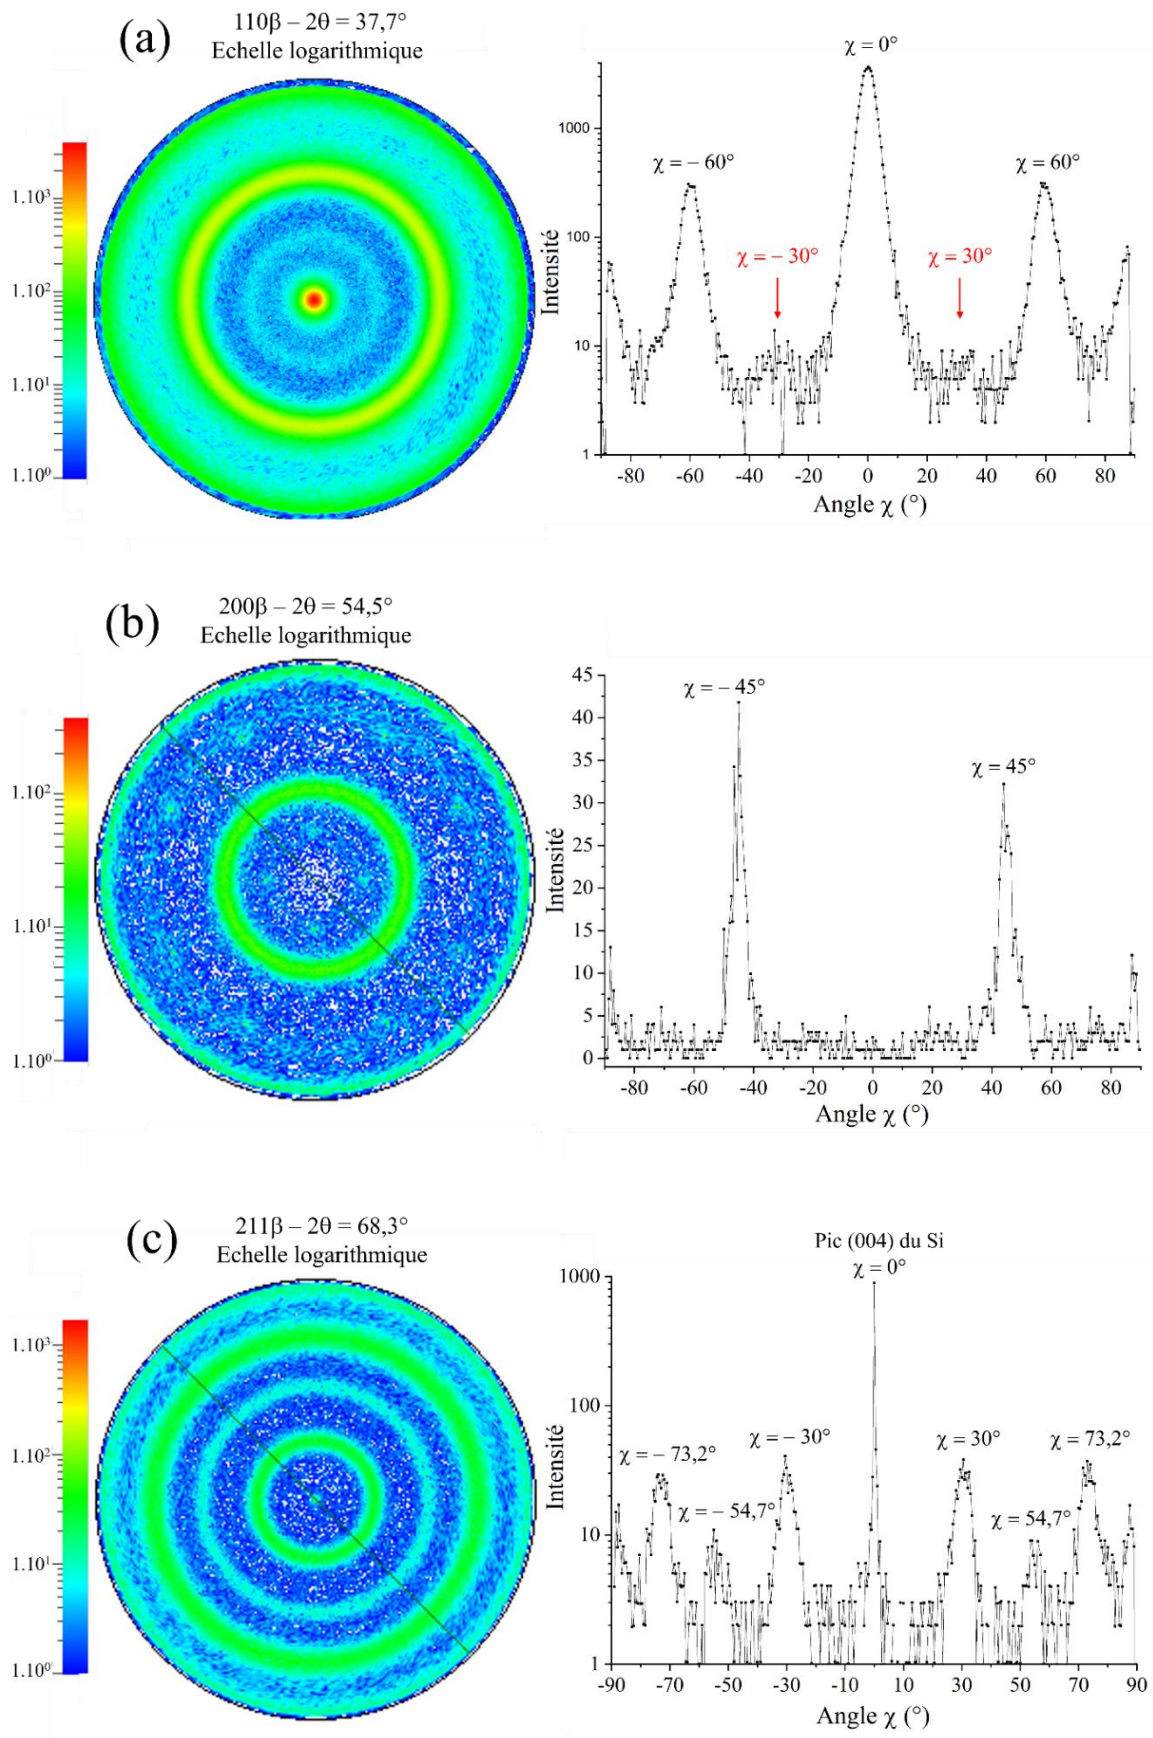 (a)
110β – 2θ = 37,7°
Echelle logarithmique
1.10³
1.10²
1.10¹
1.10⁰
χ = 0°
χ = – 60°
χ = 60°
χ = – 30°
χ = 30°
Intensité
1000
100
10
1
-80 -60 -40 -20 0 20 40 60 80
Angle χ (°)
(b)
200β – 2θ = 54,5°
Echelle logarithmique
1.10²
1.10¹
1.10⁰
χ = – 45°
χ = 45°
Intensité
45
40
35
30
25
20
15
10
5
0
-80 -60 -40 -20 0 20 40 60 80
Angle χ (°)
(c)
211β – 2θ = 68,3°
Echelle logarithmique
1.10³
1.10²
1.10¹
1.10⁰
Pic (004) du Si
χ = 0°
χ = – 73,2°
χ = – 30°
χ = 30°
χ = 73,2°
χ = – 54,7°
χ = 54,7°
Intensité
1000
100
10
1
-90 -70 -50 -30 -10 10 30 50 70 90
Angle χ (°)